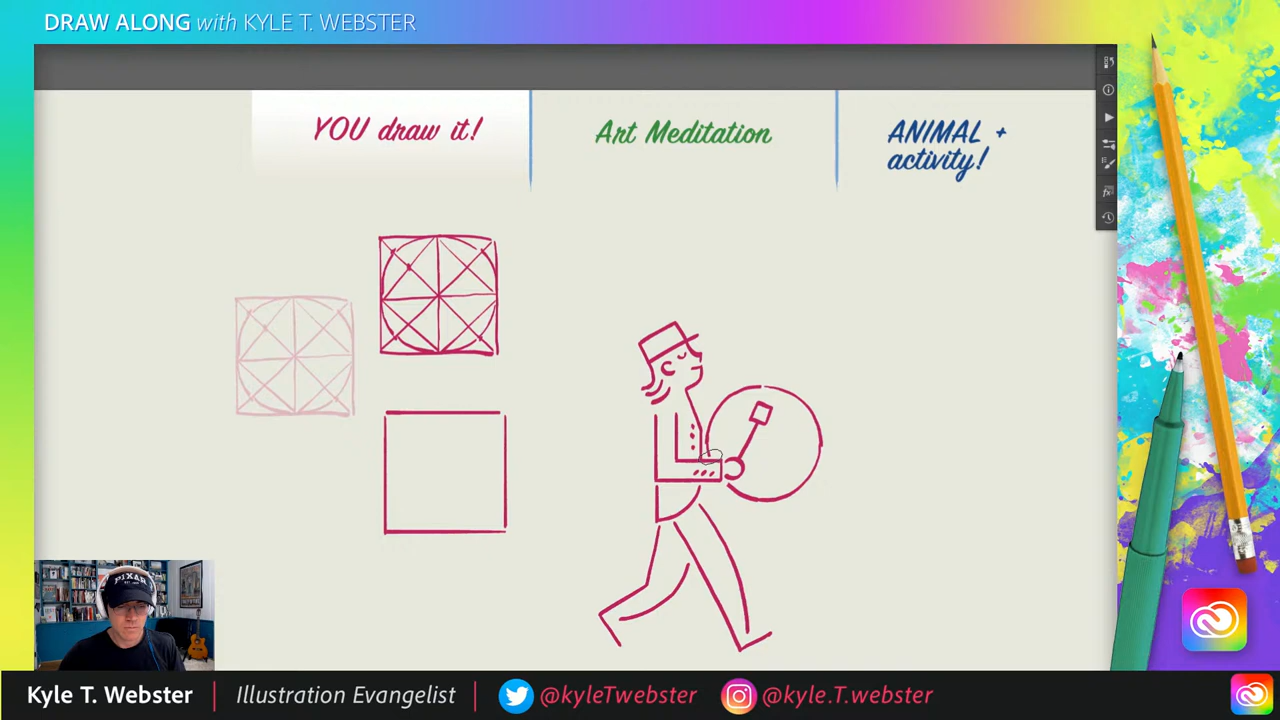 DRAW ALONG with KYLE T. WEBSTER
YOU draw it!
Art Meditation
ANIMAL +
activity!
PIXAR
Kyle T. Webster | Illustration Evangelist | @kyleTwebster @kyle.T.webster